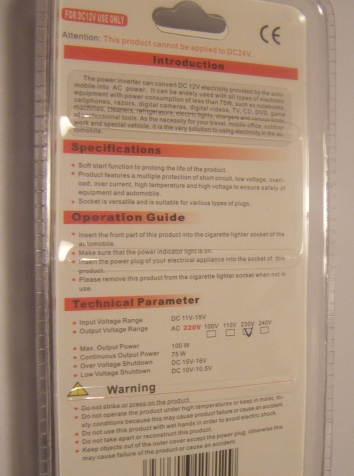 FOR DC12V USE ONLY
CE
Attention: This product cannot be applied to DC24V
Introduction
The power inverter can convert DC 12V electricity provided by the auto-
mobile into AC power. It can be widely used with all types of electronic
equipment with power consumption of less than 75W, such as notebooks,
cellphones, razors, digital cameras, digital videos, TV, CD, DVD, game
machines, cleaners, refrigerators, electric lights, chargers and various kinds
of professional tools. As the necessity for your travel, mobile office, outdoor
work and special vehicle, it is the very solution to using electricity in the au-
tomobile.
Specifications
Soft start function to prolong the life of the product.
Product features a multiple protection of short circuit, low voltage, over-
cast, over current, high temperature and high voltage to ensure safety of
equipment and automobile.
Socket is versatile and is suitable for various types of plugs.
Operation Guide
Insert the front part of this product into the cigarette lighter socket of the
automobile.
Make sure that the power indicator light is on.
Insert the power plug of your electrical appliance into the socket of this
product.
Please remove this product from the cigarette lighter socket when not in
use.
Technical Parameter
Input Voltage Range DC 11V-15V
Output Voltage Range AC 220V 100V 110V 230V 240V
Max. Output Power 100 W
Continuous Output Power 75 W
Over Voltage Shutdown DC 15V-16V
Low Voltage Shutdown DC 10V-10.5V
Warning
Do not strike or press on the product.
Do not operate the product under high temperatures or keep in moist, du-
sty conditions because this may cause product failure or cause an accident.
Do not use this product with wet hands in order to avoid electric shock.
Do not take apart or reconstruct this product.
Keep objects out of the outer cover except the power plug, otherwise this
may cause failure of the product or cause an accident.